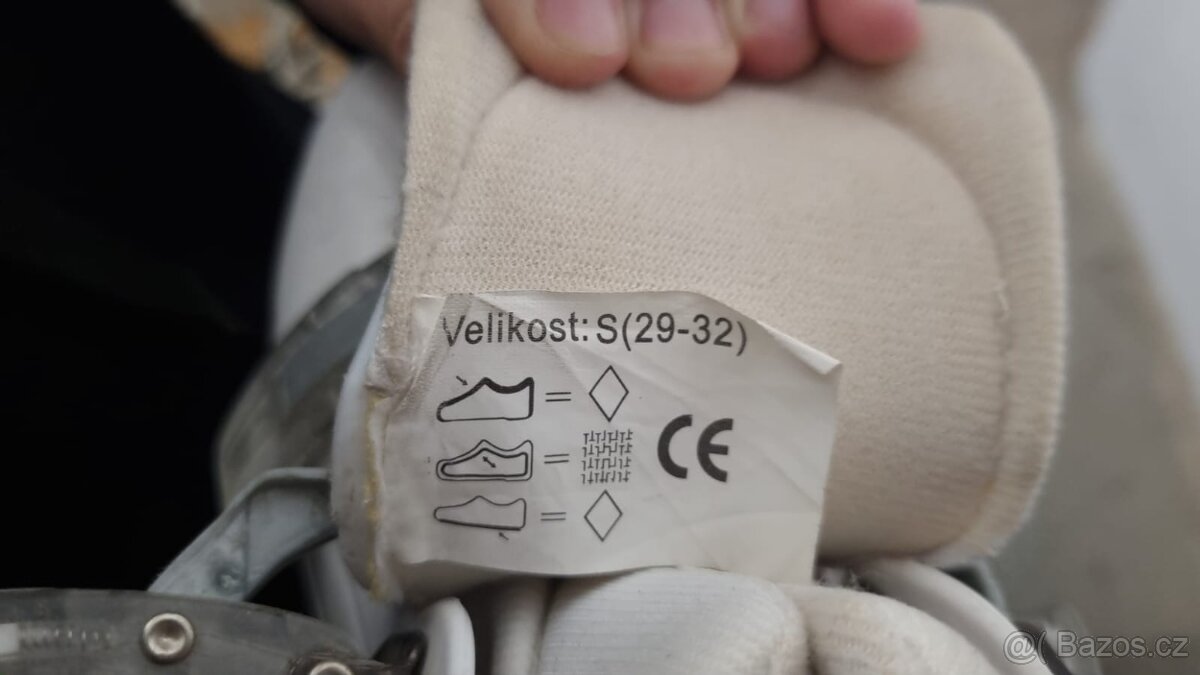 Velikost: S(29-32)
CE
@( Bazos.cz